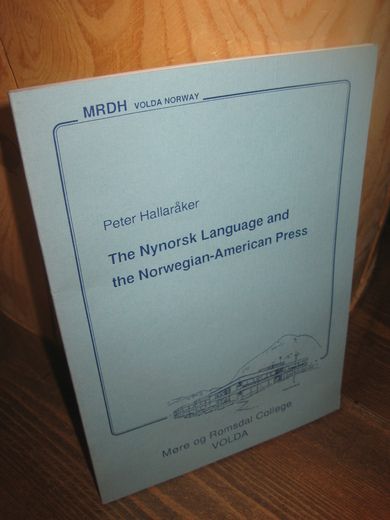 MRDH VOLDA NORWAY
Peter Hallaråker
The Nynorsk Language and
the Norwegian-American Press
Møre og Romsdal College
VOLDA